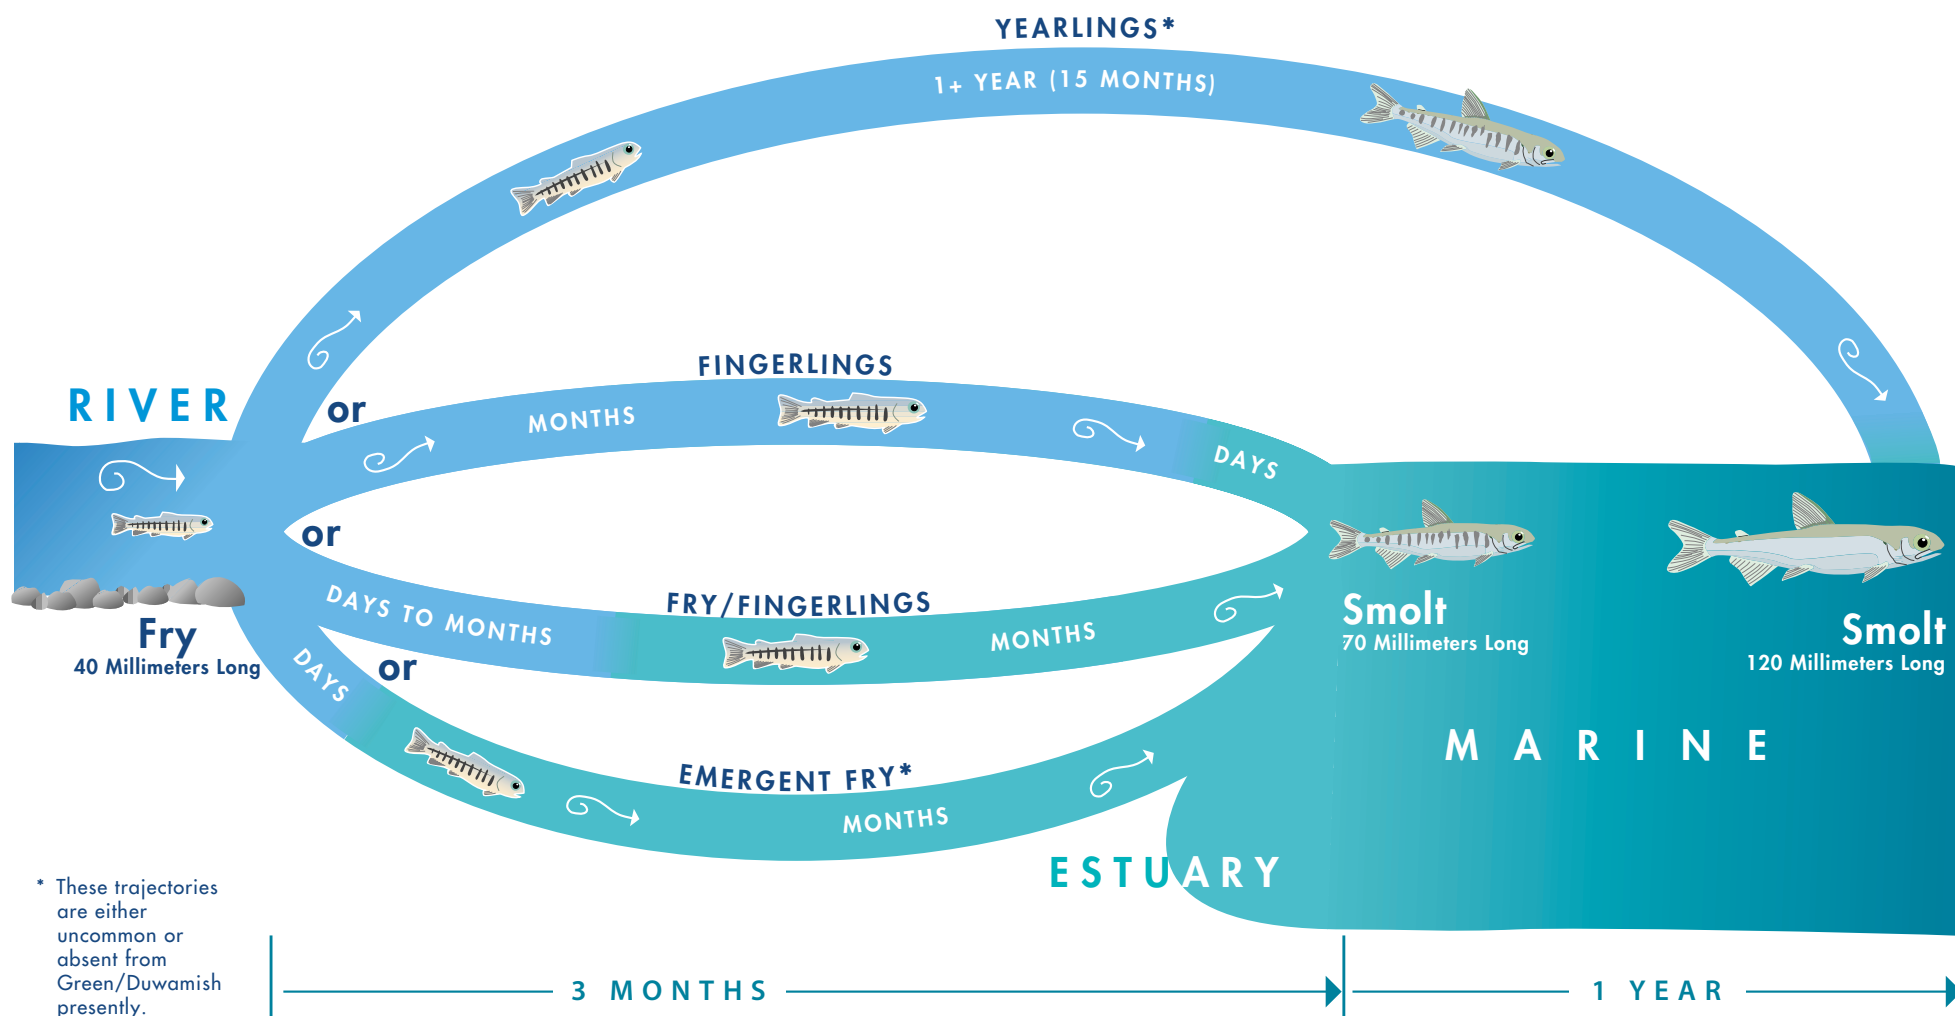 YEARLINGS*
1+ YEAR (15 MONTHS)
FINGERLINGS
RIVER
or
MONTHS
DAYS
or
DAYS TO MONTHS
FRY/FINGERLINGS
MONTHS
Fry
40 Millimeters Long
Smolt
70 Millimeters Long
Smolt
120 Millimeters Long
DAYS
or
MARINE
EMERGENT FRY*
MONTHS
ESTUARY
* These trajectories
are either
uncommon or
absent from
Green/Duwamish
presently.
3 MONTHS
1 YEAR